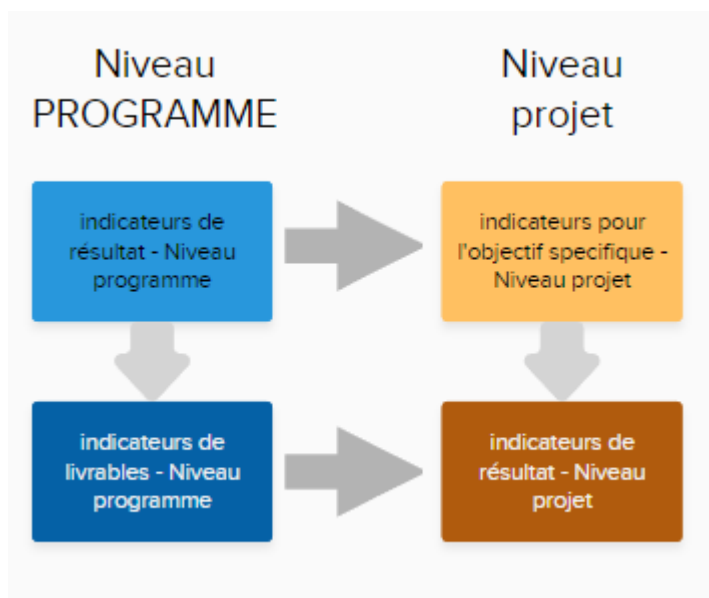 Niveau
PROGRAMME
Niveau
projet
indicateurs de
résultat - Niveau
programme
indicateurs pour
l'objectif specifique -
Niveau projet
indicateurs de
livrables - Niveau
programme
indicateurs de
résultat - Niveau
projet